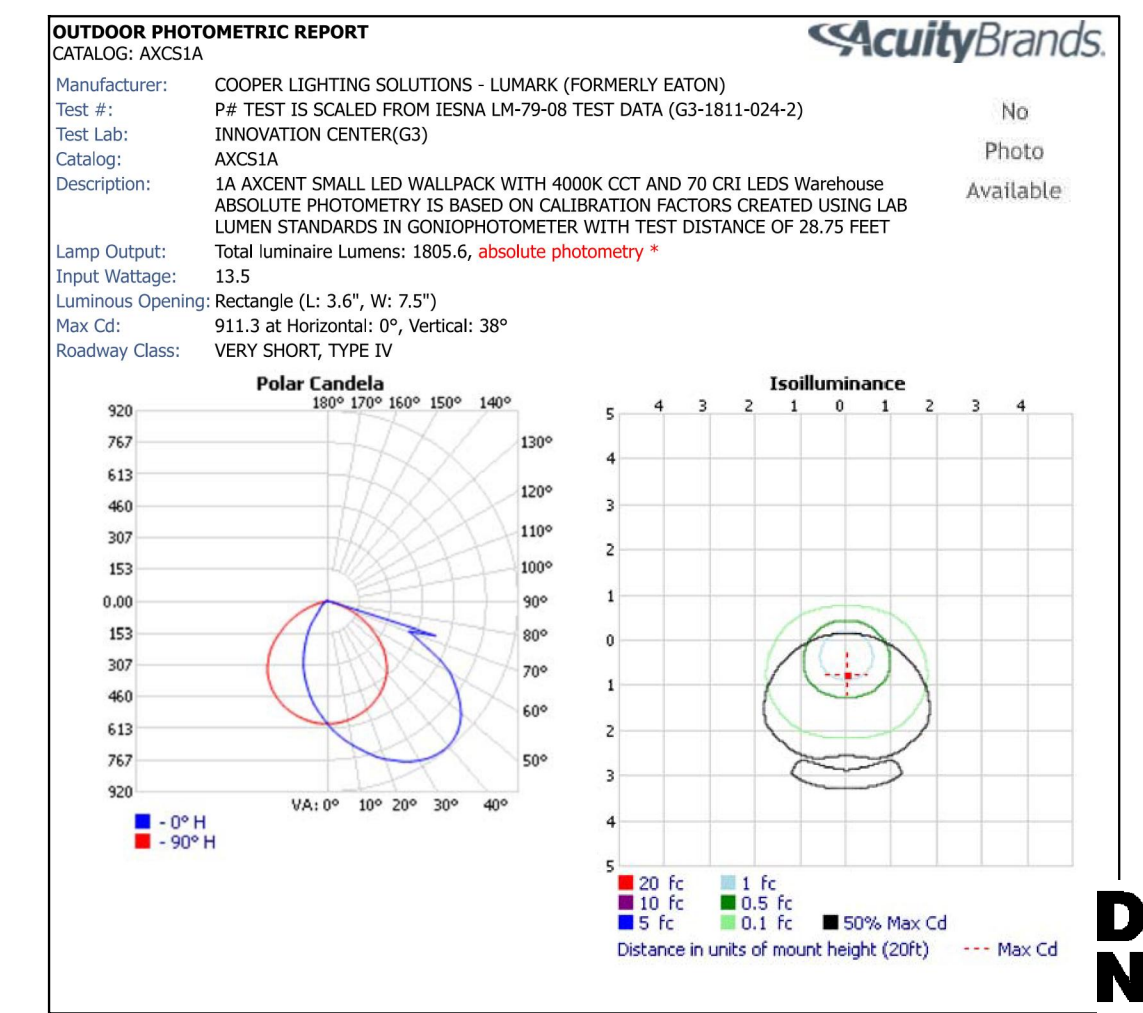 OUTDOOR PHOTOMETRIC REPORT
CATALOG: AXCS1A
AcuityBrands.
Manufacturer: COOPER LIGHTING SOLUTIONS - LUMARK (FORMERLY EATON)
Test #: P# TEST IS SCALED FROM IESNA LM-79-08 TEST DATA (G3-1811-024-2)
Test Lab: INNOVATION CENTER(G3)
Catalog: AXCS1A
Description: 1A AXCENT SMALL LED WALLPACK WITH 4000K CCT AND 70 CRI LEDS Warehouse
ABSOLUTE PHOTOMETRY IS BASED ON CALIBRATION FACTORS CREATED USING LAB
LUMEN STANDARDS IN GONIOPHOTOMETER WITH TEST DISTANCE OF 28.75 FEET
Lamp Output: Total luminaire Lumens: 1805.6, absolute photometry *
Input Wattage: 13.5
Luminous Opening: Rectangle (L: 3.6", W: 7.5")
Max Cd: 911.3 at Horizontal: 0°, Vertical: 38°
Roadway Class: VERY SHORT, TYPE IV
No
Photo
Available
Polar Candela
180° 170° 160° 150° 140°
920
767
613
460
307
153
0.00
153
307
460
613
767
920
130°
120°
110°
100°
90°
80°
70°
60°
50°
VA: 0° 10° 20° 30° 40°
- 0° H
- 90° H
Isoilluminance
4 3 2 1 0 1 2 3 4
5
4
3
2
1
0
1
2
3
4
5
20 fc 1 fc
10 fc 0.5 fc
5 fc 0.1 fc 50% Max Cd
Distance in units of mount height (20ft) --- Max Cd
D
N